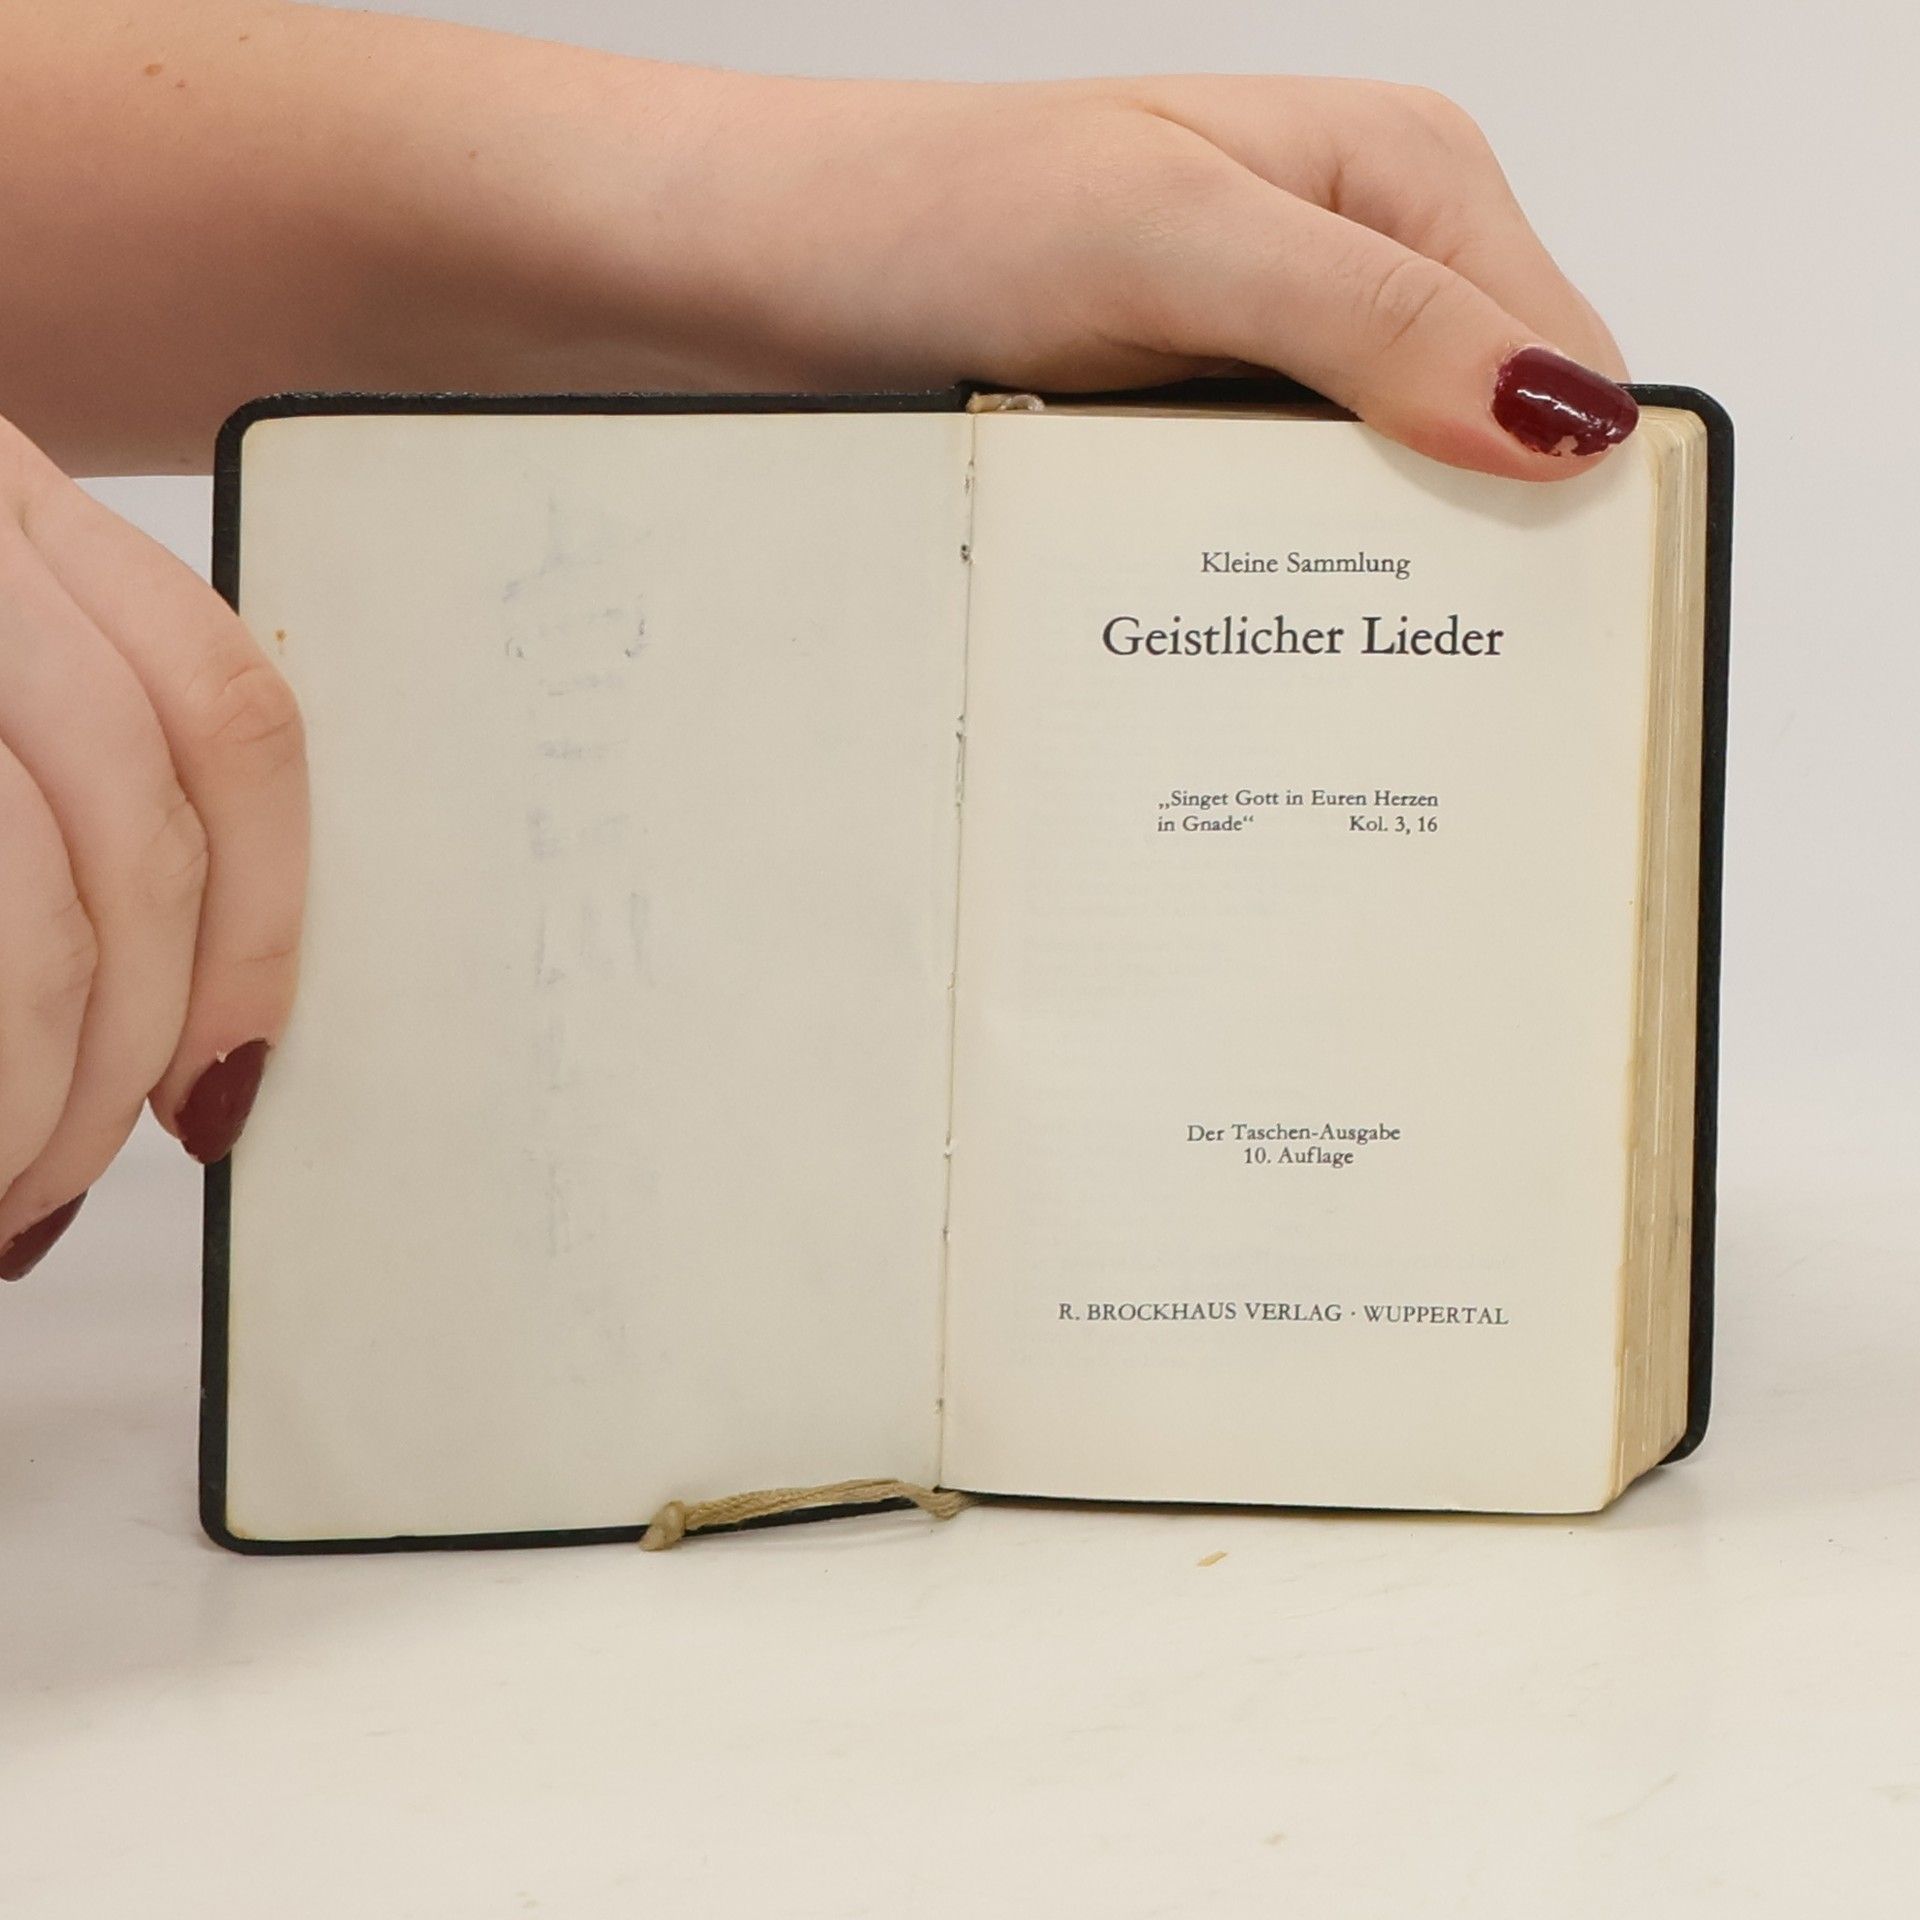 Kleine Sammlung
Geistlicher Lieder
„Singet Gott in Euren Herzen
in Gnade“ Kol. 3, 16
Der Taschen-Ausgabe
10. Auflage
R. BROCKHAUS VERLAG · WUPPERTAL